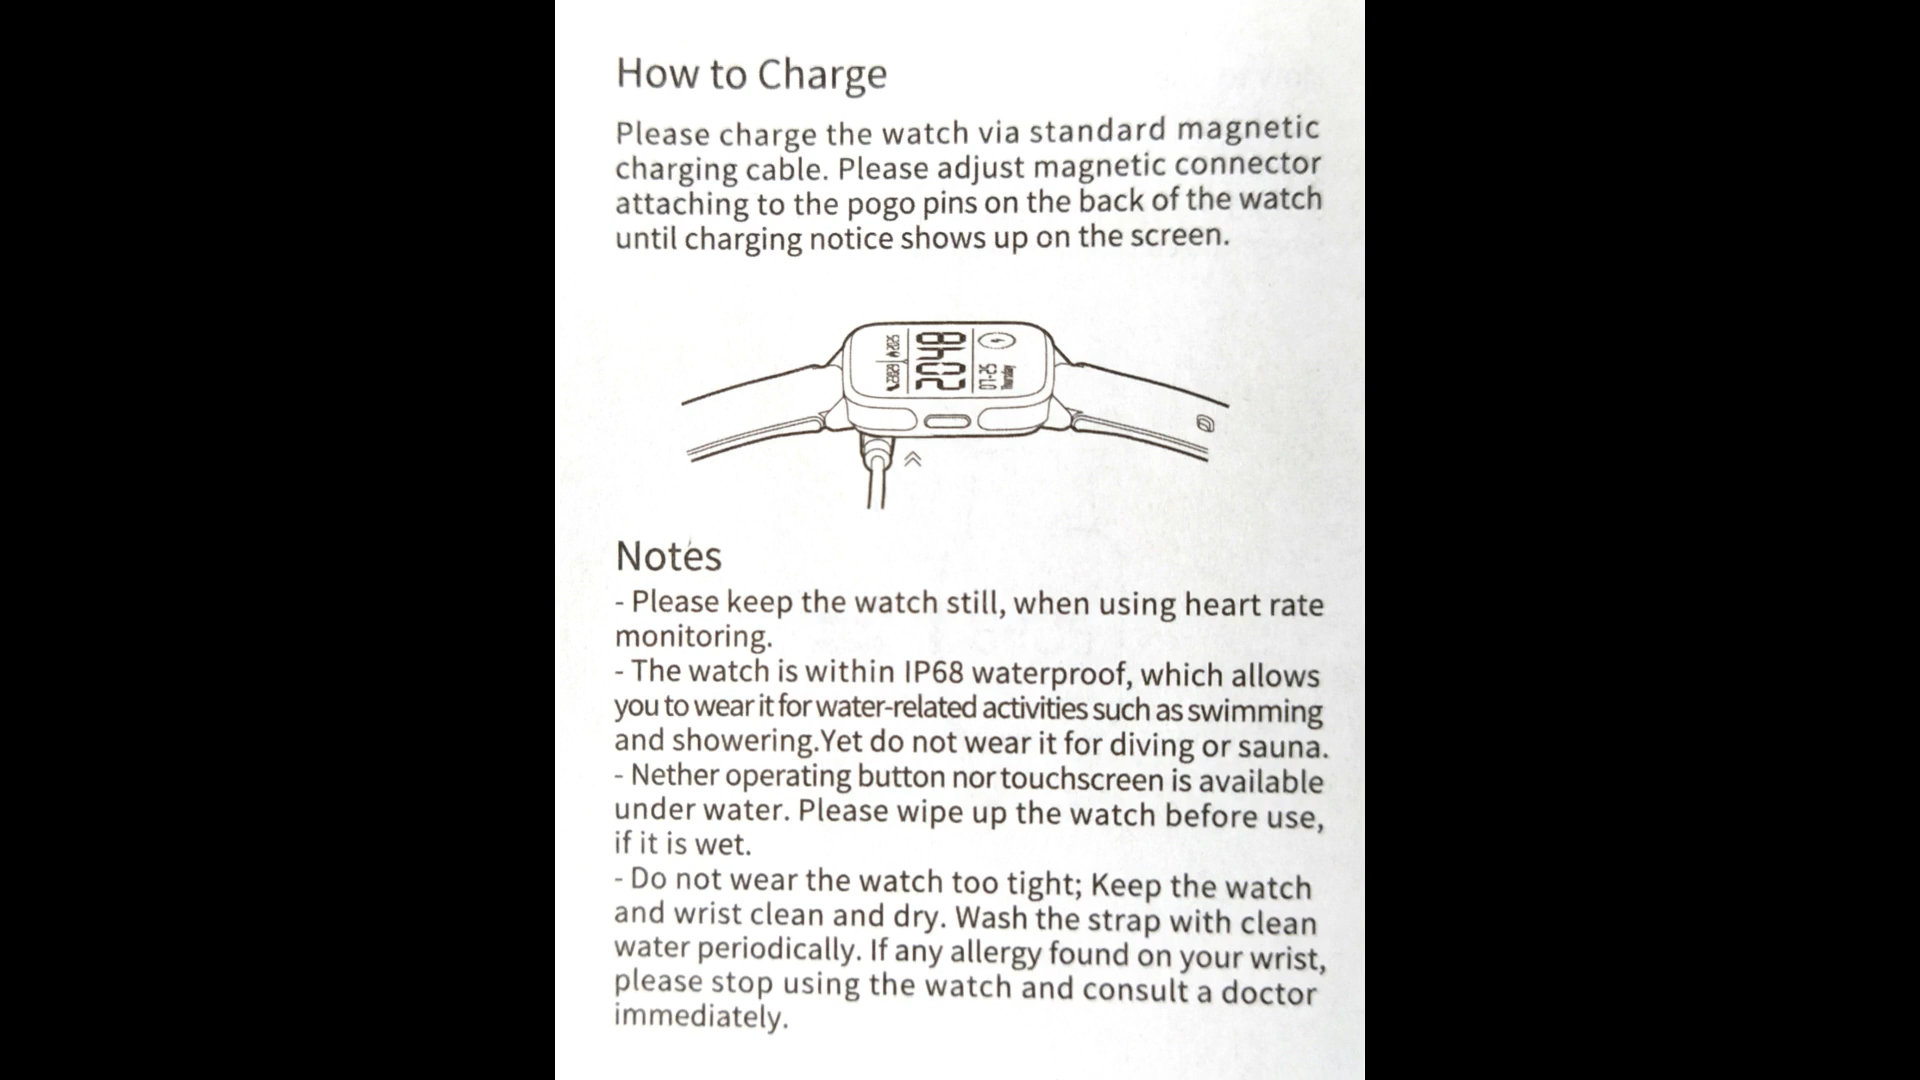 How to Charge
Please charge the watch via standard magnetic
charging cable. Please adjust magnetic connector
attaching to the pogo pins on the back of the watch
until charging notice shows up on the screen.
Thursday
01-25
20:48
Notes
- Please keep the watch still, when using heart rate
monitoring.
- The watch is within IP68 waterproof, which allows
you to wear it for water-related activities such as swimming
and showering.Yet do not wear it for diving or sauna.
- Nether operating button nor touchscreen is available
under water. Please wipe up the watch before use,
if it is wet.
- Do not wear the watch too tight; Keep the watch
and wrist clean and dry. Wash the strap with clean
water periodically. If any allergy found on your wrist,
please stop using the watch and consult a doctor
immediately.